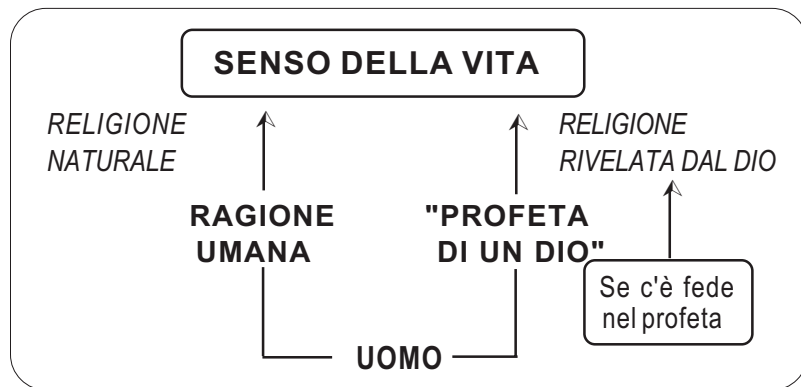 SENSO DELLA VITA
RELIGIONE
NATURALE
RELIGIONE
RIVELATA DAL DIO
RAGIONE
UMANA
"PROFETA
DI UN DIO"
Se c'è fede
nel profeta
UOMO